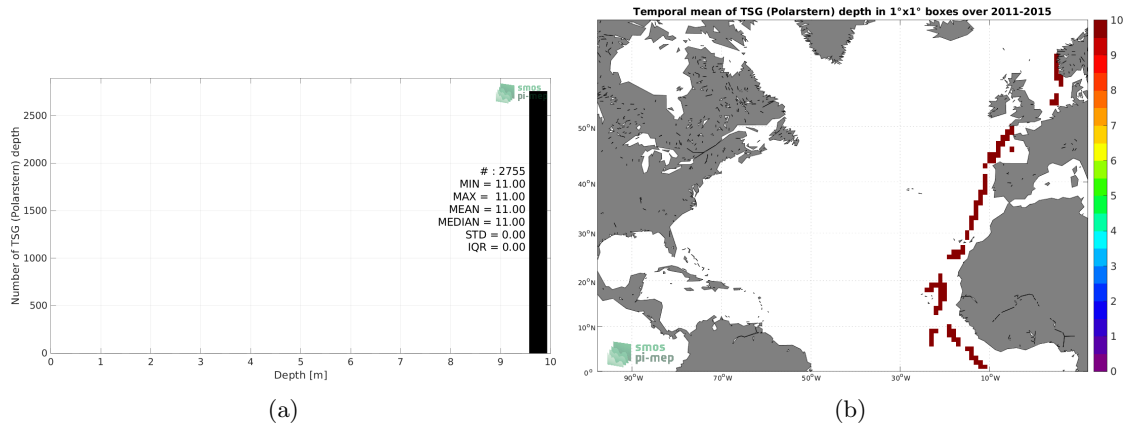 Temporal mean of TSG (Polarstern) depth in 1°x1° boxes over 2011-2015
smos
pi-mep
Number of TSG (Polarstern) depth
2500
2000
1500
1000
500
0
# : 2755
MIN = 11.00
MAX = 11.00
MEAN = 11.00
MEDIAN = 11.00
STD = 0.00
IQR = 0.00
0 1 2 3 4 5 6 7 8 9 10
Depth [m]
(a)
50°N
40°N
30°N
20°N
10°N
0°
90°W 70°W 50°W 30°W 10°W
smos
pi-mep
10
9
8
7
6
5
4
3
2
1
0
(b)